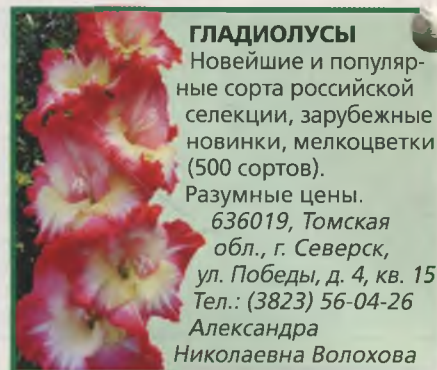 ГЛАДИОЛУСЫ
Новейшие и популяр-
ные сорта российской
селекции, зарубежные
новинки, мелкоцветки
(500 сортов).
Разумные цены.
636019, Томская
обл., г. Северск,
ул. Победы, д. 4, кв. 15
Тел.: (3823) 56-04-26
Александра
Николаевна Волохова